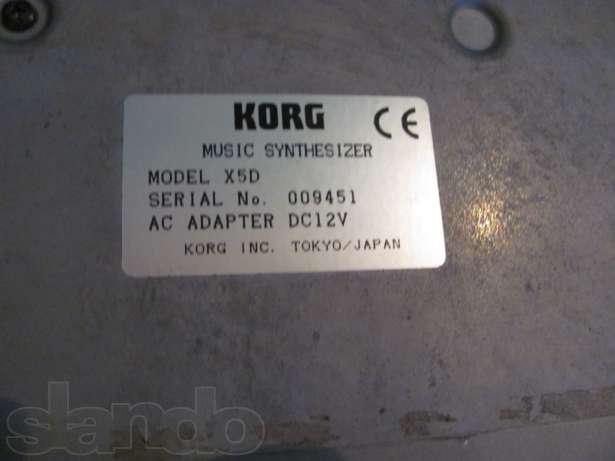 KORG CE
MUSIC SYNTHESIZER
MODEL X5D
SERIAL No. 009451
AC ADAPTER DC12V
KORG INC. TOKYO/JAPAN
slando